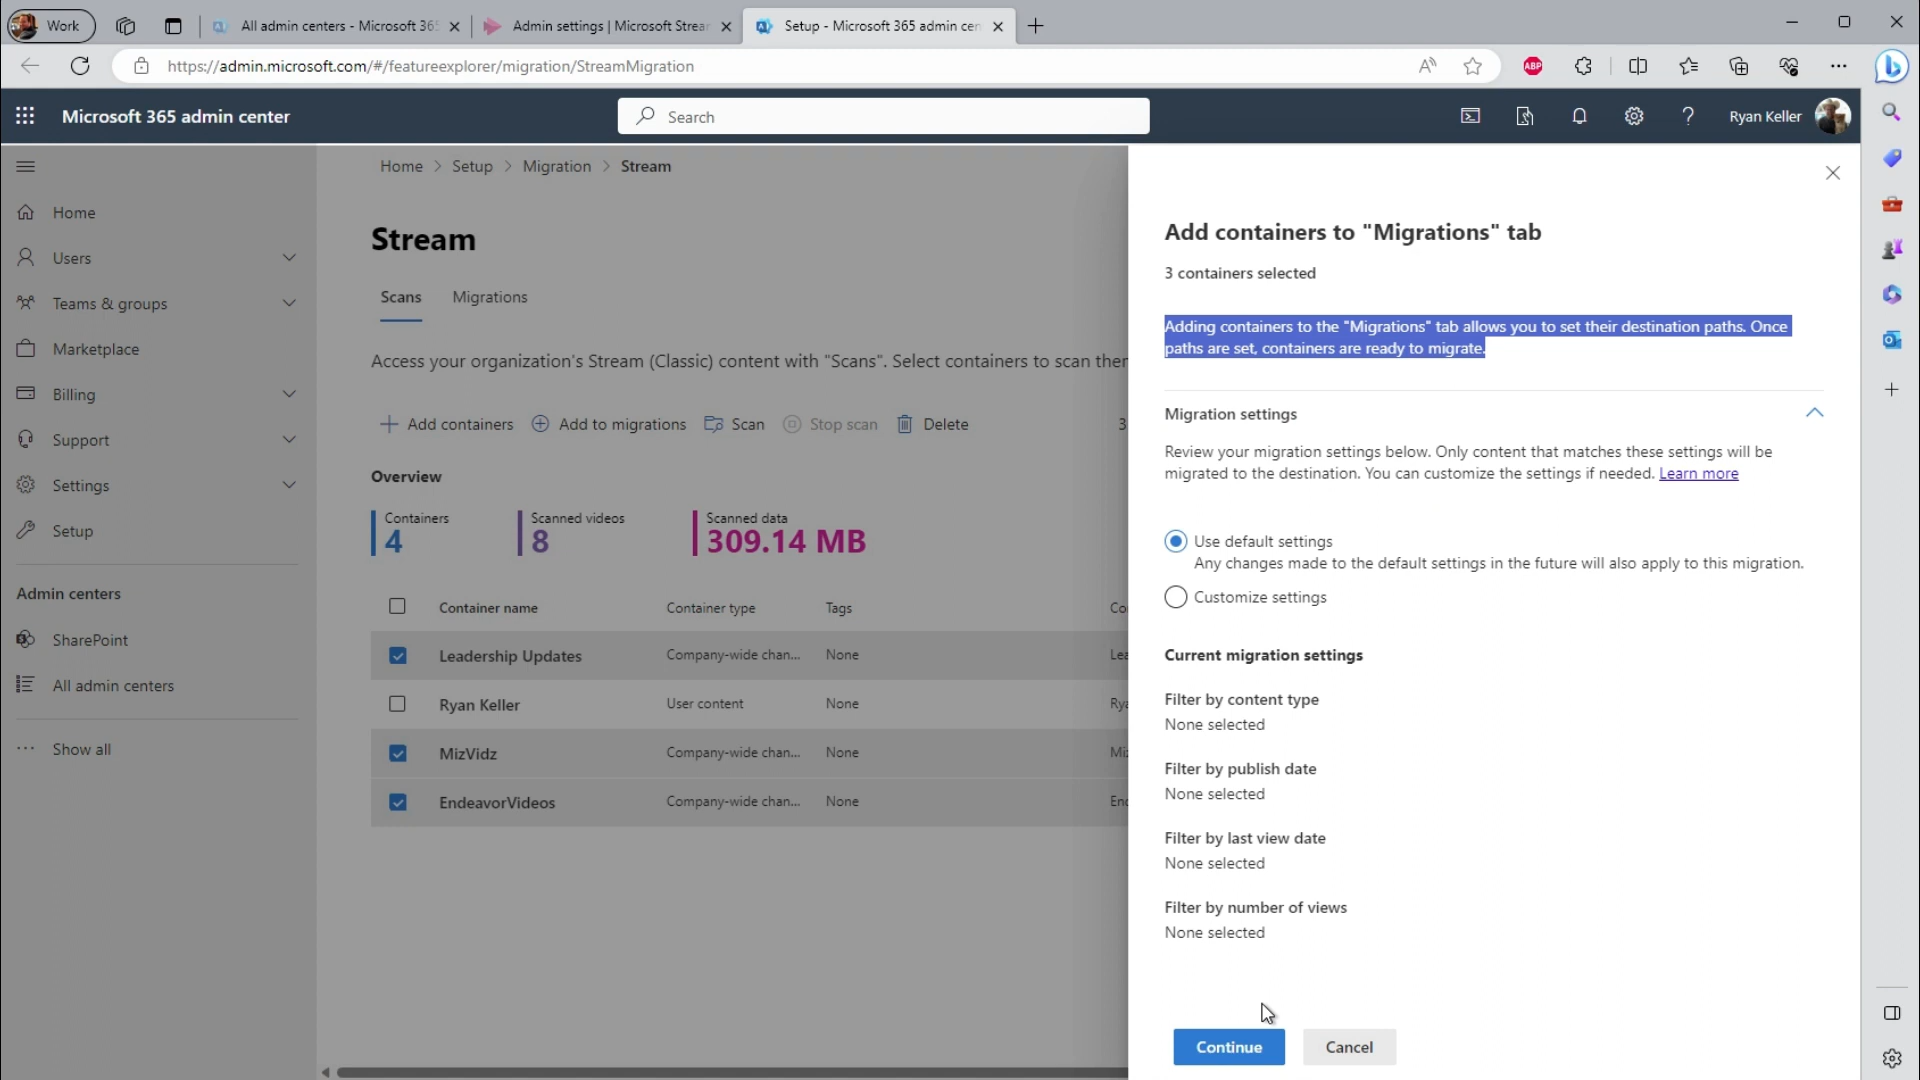 Work
All admin centers - Microsoft 365
Admin settings | Microsoft Strear
Setup - Microsoft 365 admin cen
https://admin.microsoft.com/#/featureexplorer/migration/StreamMigration
ABP
Microsoft 365 admin center
Search
Ryan Keller
Home
Users
Teams & groups
Marketplace
Billing
Support
Settings
Setup
Admin centers
SharePoint
All admin centers
Show all
Home > Setup > Migration > Stream
Stream
Scans
Migrations
Access your organization's Stream (Classic) content with "Scans". Select containers to scan ther
Add containers
Add to migrations
Scan
Stop scan
Delete
3
Overview
Containers
4
Scanned videos
8
Scanned data
309.14 MB
Container name Container type Tags Co
Leadership Updates Company-wide chan... None Lea
Ryan Keller User content None Rya
MizVidz Company-wide chan... None Miz
EndeavorVideos Company-wide chan... None End
Add containers to "Migrations" tab
3 containers selected
Adding containers to the "Migrations" tab allows you to set their destination paths. Once
paths are set, containers are ready to migrate.
Migration settings
Review your migration settings below. Only content that matches these settings will be
migrated to the destination. You can customize the settings if needed. Learn more
Use default settings
Any changes made to the default settings in the future will also apply to this migration.
Customize settings
Current migration settings
Filter by content type
None selected
Filter by publish date
None selected
Filter by last view date
None selected
Filter by number of views
None selected
Continue
Cancel